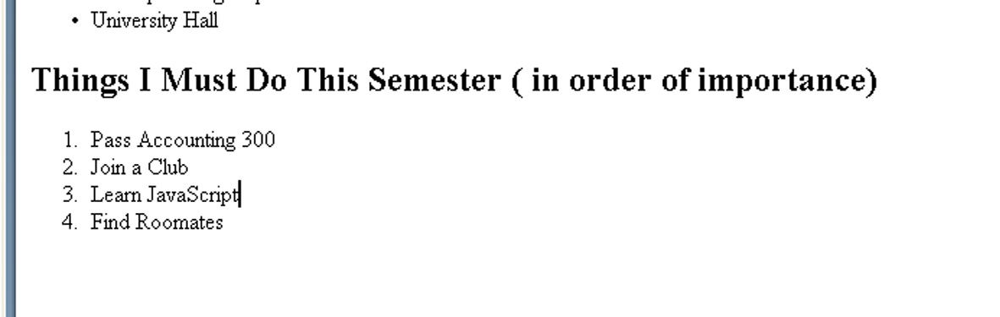 • University Hall
Things I Must Do This Semester ( in order of importance)
1. Pass Accounting 300
2. Join a Club
3. Learn JavaScript
4. Find Roomates